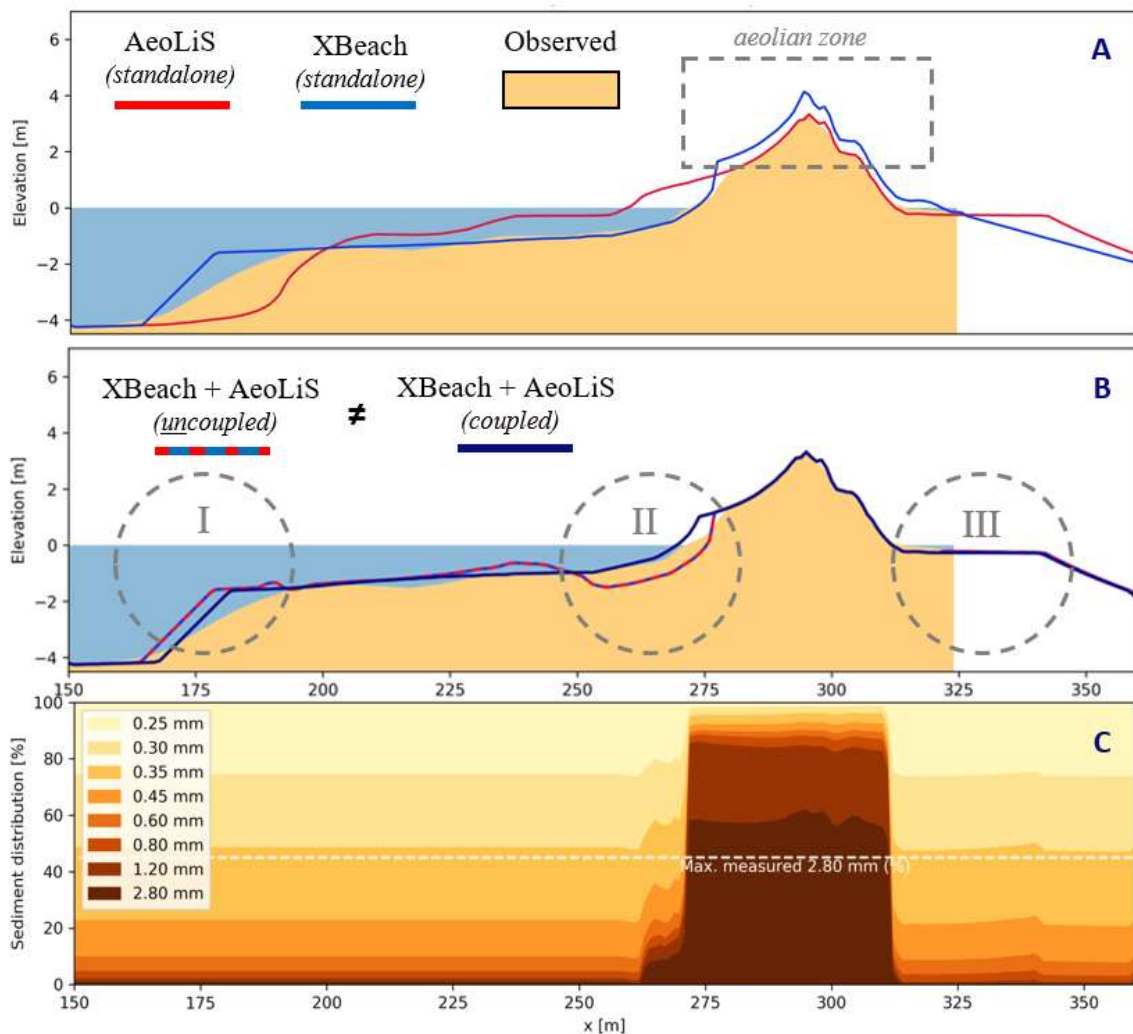 A
AeoLiS
(standalone)
XBeach
(standalone)
Observed
aeolian zone
Elevation [m]
6
4
2
0
−2
−4
B
XBeach + AeoLiS
(uncoupled)
≠
XBeach + AeoLiS
(coupled)
I
II
III
Elevation [m]
6
4
2
0
−2
−4
150
175
200
225
250
275
300
325
350
C
Sediment distribution [%]
100
80
60
40
20
0
0.25 mm
0.30 mm
0.35 mm
0.45 mm
0.60 mm
0.80 mm
1.20 mm
2.80 mm
Max. measured 2.80 mm (%)
150
175
200
225
250
275
300
325
350
x [m]